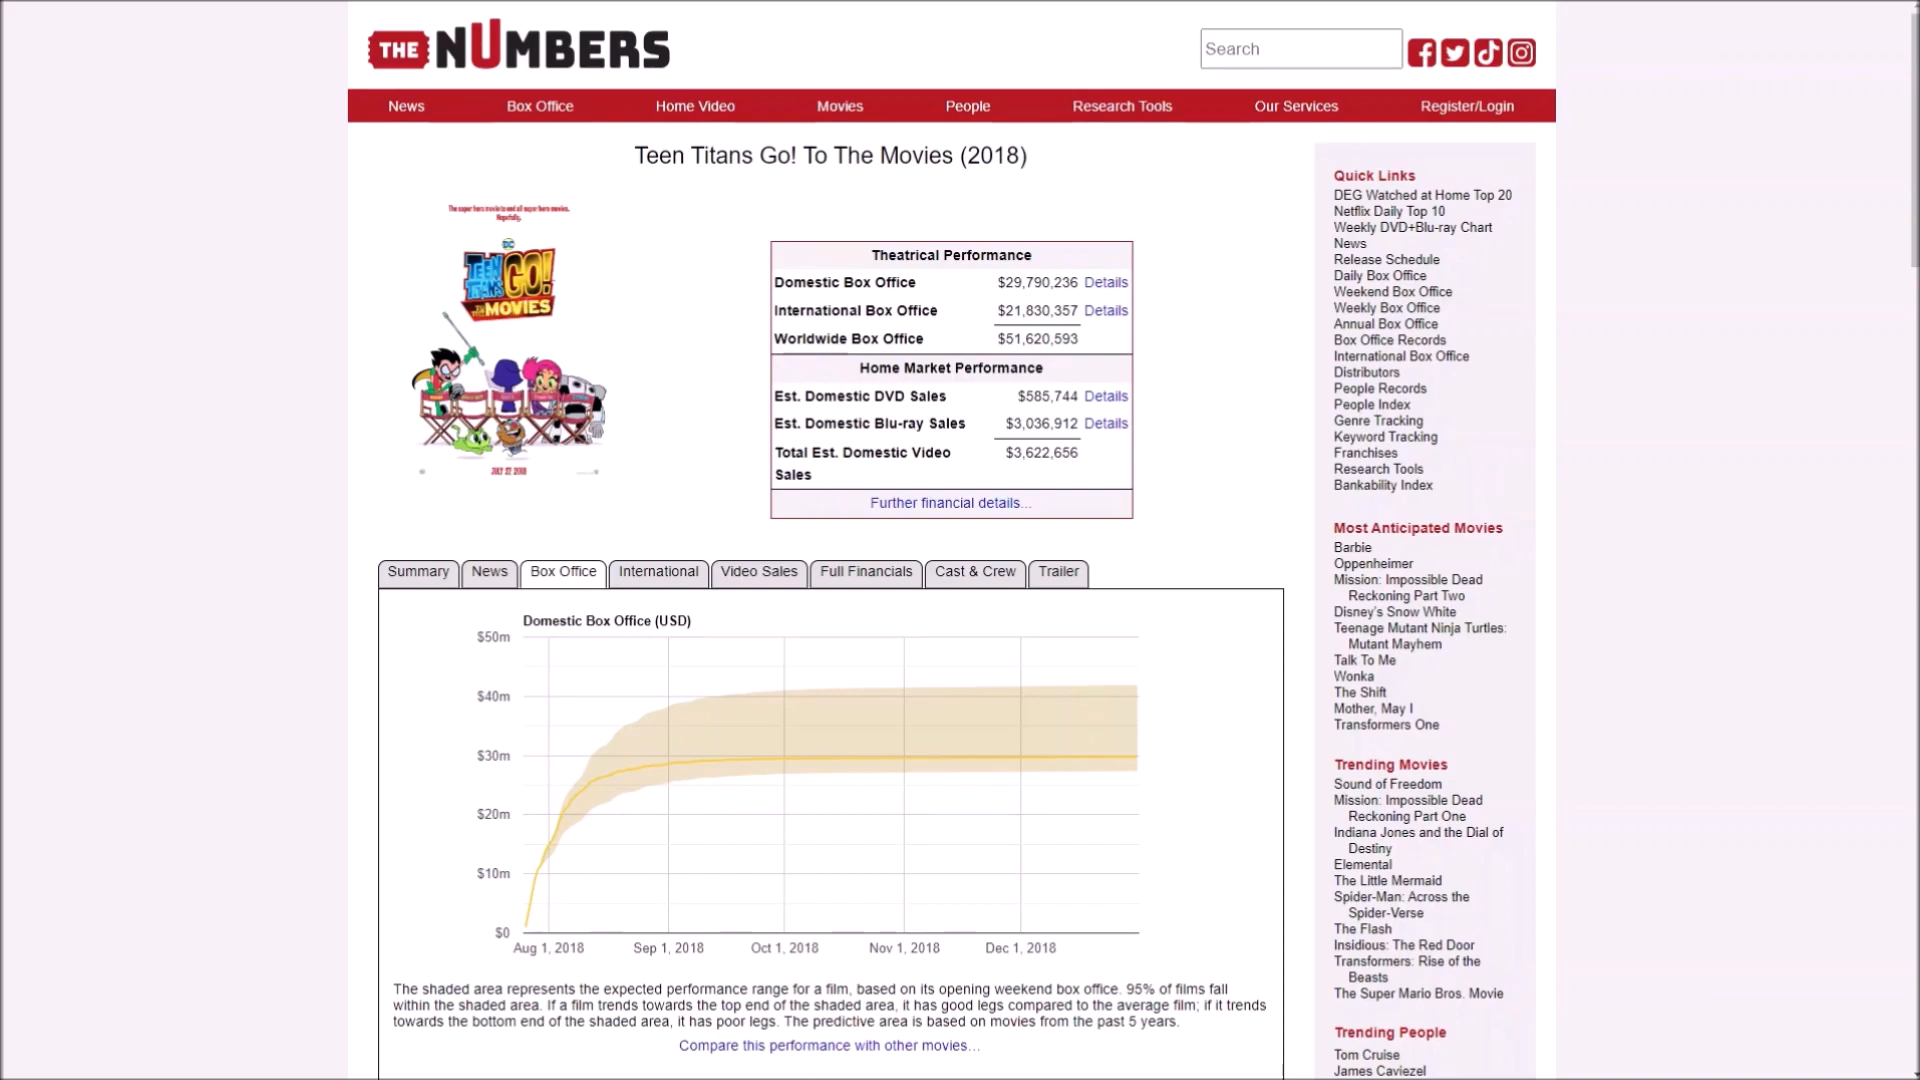 THE NUMBERS
Search
News Box Office Home Video Movies People Research Tools Our Services Register/Login
Teen Titans Go! To The Movies (2018)
The super hero movie to end all super hero movies.
Hopefully.
DC
TEEN TITANS GO!
TO THE MOVIES
JULY 27 2018
Theatrical Performance
Domestic Box Office $29,790,236 Details
International Box Office $21,830,357 Details
Worldwide Box Office $51,620,593
Home Market Performance
Est. Domestic DVD Sales $585,744 Details
Est. Domestic Blu-ray Sales $3,036,912 Details
Total Est. Domestic Video $3,622,656
Sales
Further financial details...
Summary News Box Office International Video Sales Full Financials Cast & Crew Trailer
Domestic Box Office (USD)
$50m
$40m
$30m
$20m
$10m
$0
Aug 1, 2018 Sep 1, 2018 Oct 1, 2018 Nov 1, 2018 Dec 1, 2018
The shaded area represents the expected performance range for a film, based on its opening weekend box office. 95% of films fall
within the shaded area. If a film trends towards the top end of the shaded area, it has good legs compared to the average film; if it trends
towards the bottom end of the shaded area, it has poor legs. The predictive area is based on movies from the past 5 years.
Compare this performance with other movies...
Quick Links
DEG Watched at Home Top 20
Netflix Daily Top 10
Weekly DVD+Blu-ray Chart
News
Release Schedule
Daily Box Office
Weekend Box Office
Weekly Box Office
Annual Box Office
Box Office Records
International Box Office
Distributors
People Records
People Index
Genre Tracking
Keyword Tracking
Franchises
Research Tools
Bankability Index
Most Anticipated Movies
Barbie
Oppenheimer
Mission: Impossible Dead
Reckoning Part Two
Disney's Snow White
Teenage Mutant Ninja Turtles:
Mutant Mayhem
Talk To Me
Wonka
The Shift
Mother, May I
Transformers One
Trending Movies
Sound of Freedom
Mission: Impossible Dead
Reckoning Part One
Indiana Jones and the Dial of
Destiny
Elemental
The Little Mermaid
Spider-Man: Across the
Spider-Verse
The Flash
Insidious: The Red Door
Transformers: Rise of the
Beasts
The Super Mario Bros. Movie
Trending People
Tom Cruise
James Caviezel